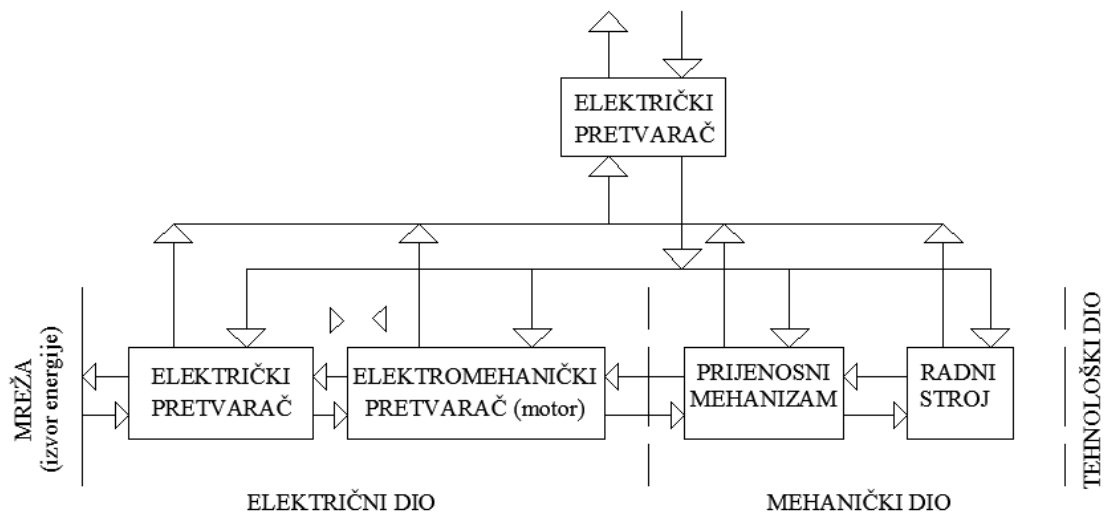 ELEKTRIČKI
PRETVARAČ
MREŽA
(izvor energije)
ELEKTRIČKI
PRETVARAČ
ELEKTROMEHANIČKI
PRETVARAČ (motor)
PRIJENOSNI
MEHANIZAM
RADNI
STROJ
TEHNOLOŠKI DIO
ELEKTRIČNI DIO
MEHANIČKI DIO